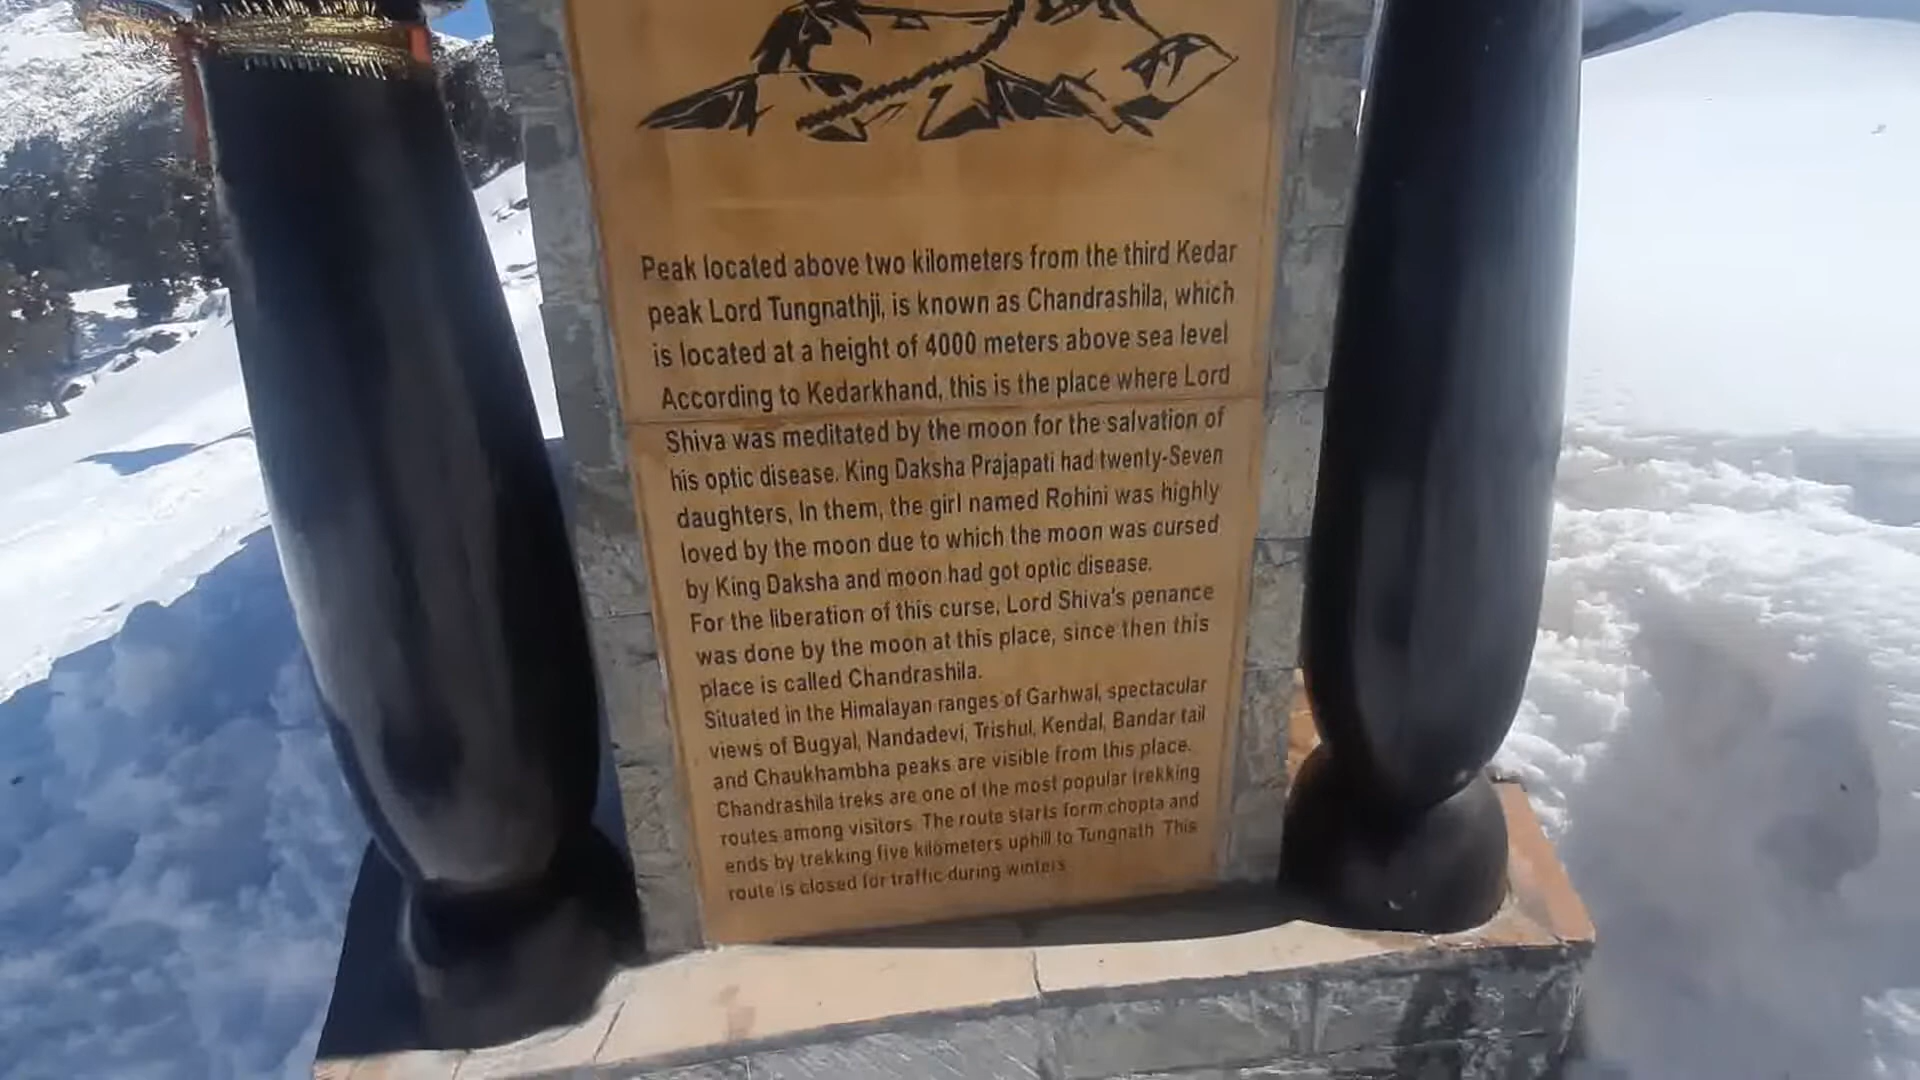 Peak located above two kilometers from the third Kedar
peak Lord Tungnathji, is known as Chandrashila, which
is located at a height of 4000 meters above sea level
According to Kedarkhand, this is the place where Lord
Shiva was meditated by the moon for the salvation of
his optic disease. King Daksha Prajapati had twenty-Seven
daughters, In them, the girl named Rohini was highly
loved by the moon due to which the moon was cursed
by King Daksha and moon had got optic disease.
For the liberation of this curse, Lord Shiva's penance
was done by the moon at this place, since then this
place is called Chandrashila.
Situated in the Himalayan ranges of Garhwal, spectacular
views of Bugyal, Nandadevi, Trishul, Kendal, Bandar tail
and Chaukhambha peaks are visible from this place.
Chandrashila treks are one of the most popular trekking
routes among visitors. The route starts form chopta and
ends by trekking five kilometers uphill to Tungnath. This
route is closed for traffic during winters